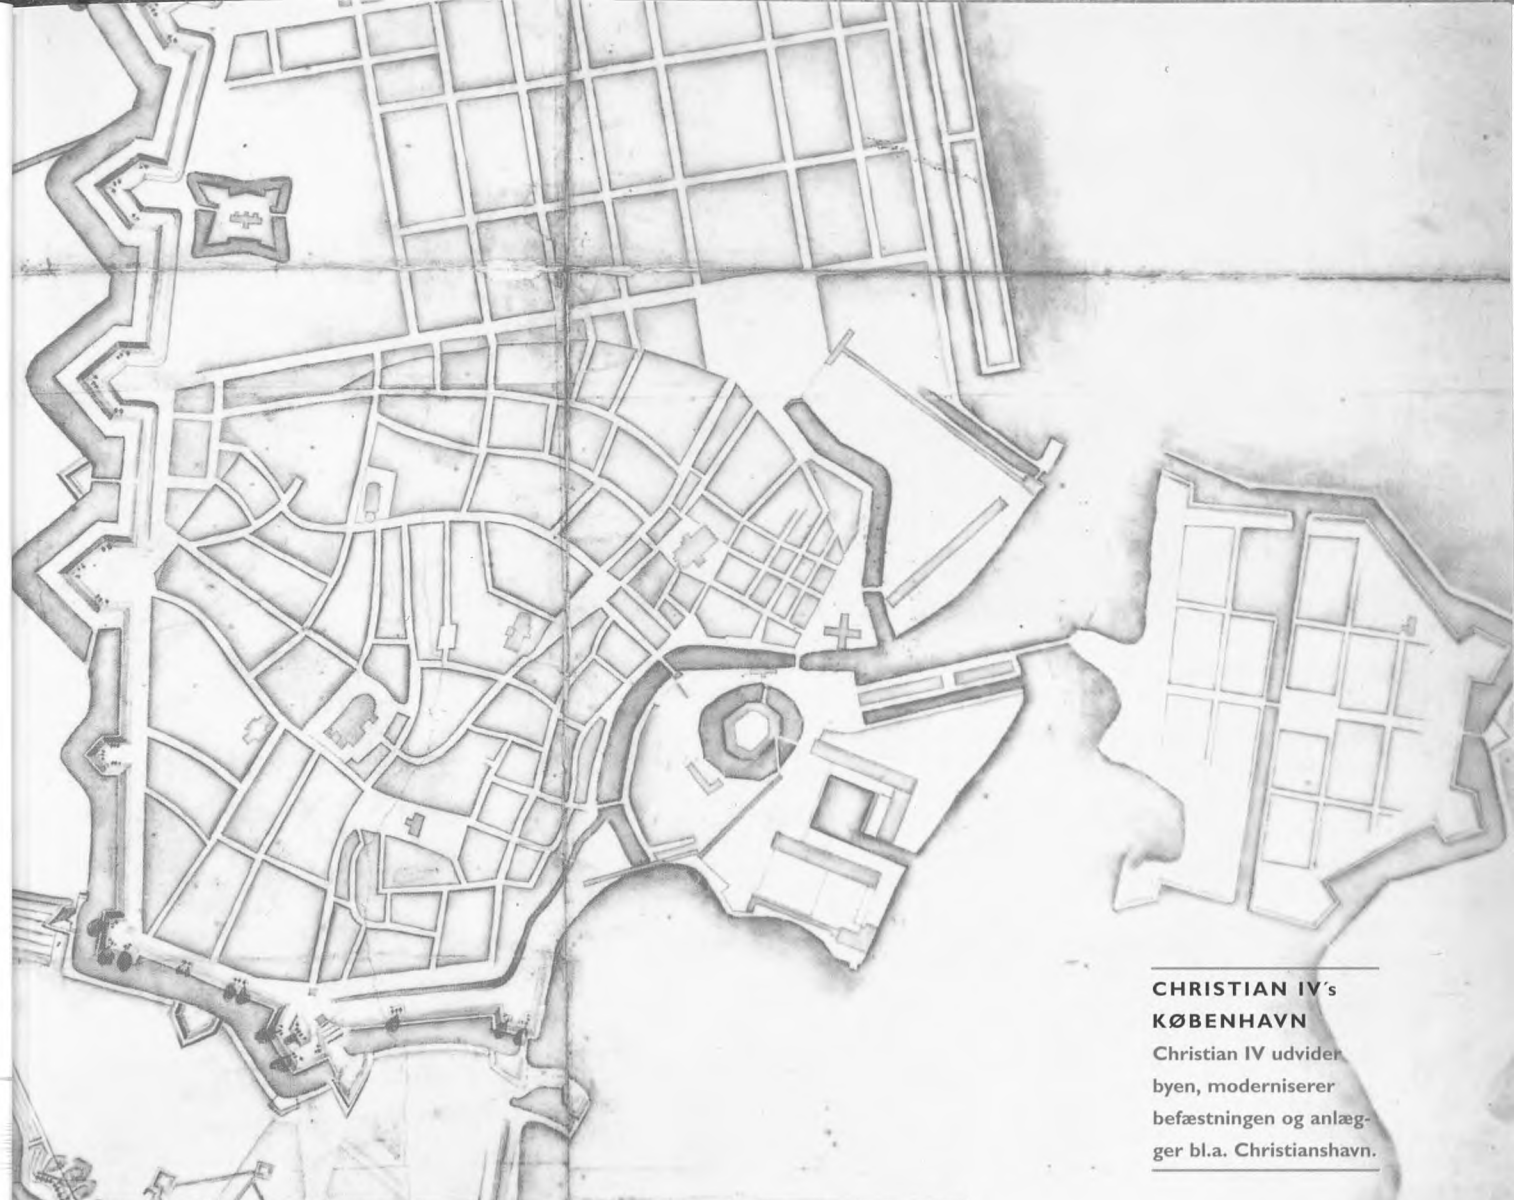 CHRISTIAN IV´s
KØBENHAVN
Christian IV udvider
byen, moderniserer
befæstningen og anlæg-
ger bl.a. Christianshavn.